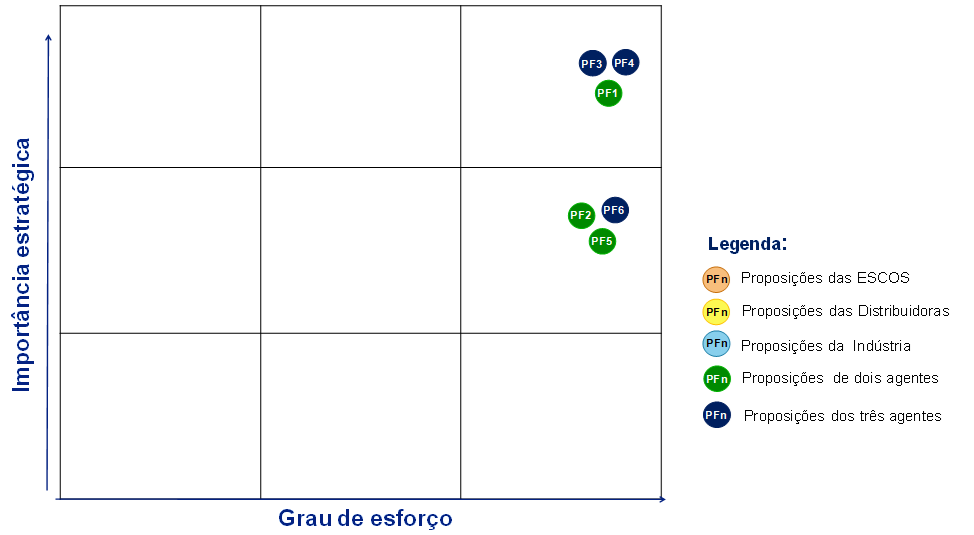 Importância estratégica
PF3
PF4
PF1
PF2
PF6
PF5
Grau de esforço
Legenda:
PFn Proposições das ESCOS
PFn Proposições das Distribuidoras
PFn Proposições da Indústria
PFn Proposições de dois agentes
PFn Proposições dos três agentes